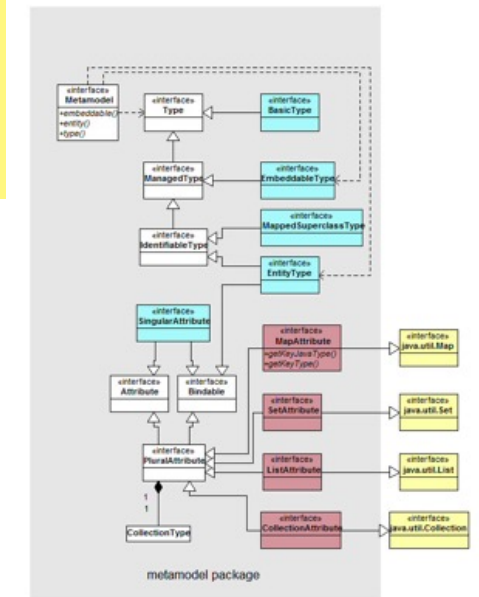 «interface»
Metamodel
+embeddable()
+entity()
+type()
«interface»
Type
«interface»
BasicType
«interface»
ManagedType
«interface»
EmbeddableType
«interface»
MappedSuperclassType
«interface»
IdentifiableType
«interface»
EntityType
«interface»
SingularAttribute
«interface»
MapAttribute
+getKeyJavaType()
+getKeyType()
«interface»
java.util.Map
«interface»
Attribute
«interface»
Bindable
«interface»
SetAttribute
«interface»
java.util.Set
«interface»
PluralAttribute
«interface»
ListAttribute
«interface»
java.util.List
1
1
CollectionType
«interface»
CollectionAttribute
«interface»
java.util.Collection
metamodel package